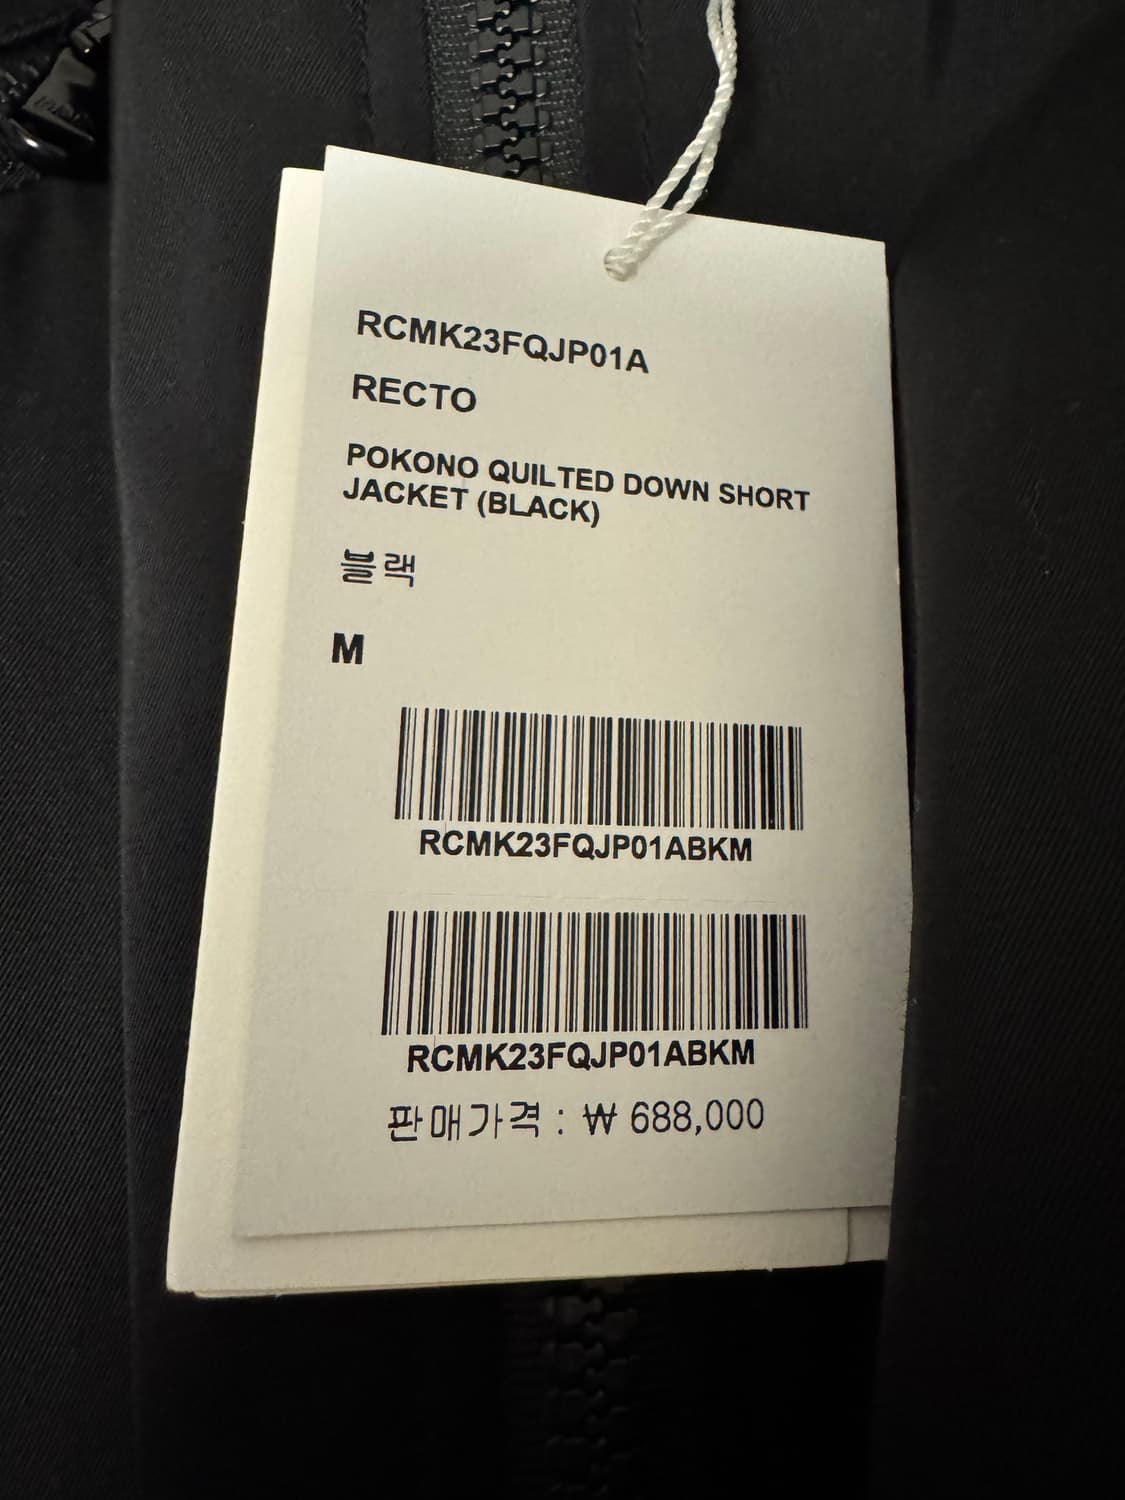 RCMK23FQJP01A
RECTO
POKONO QUILTED DOWN SHORT
JACKET (BLACK)
블랙
M
RCMK23FQJP01ABKM
RCMK23FQJP01ABKM
판매가격 : ₩ 688,000